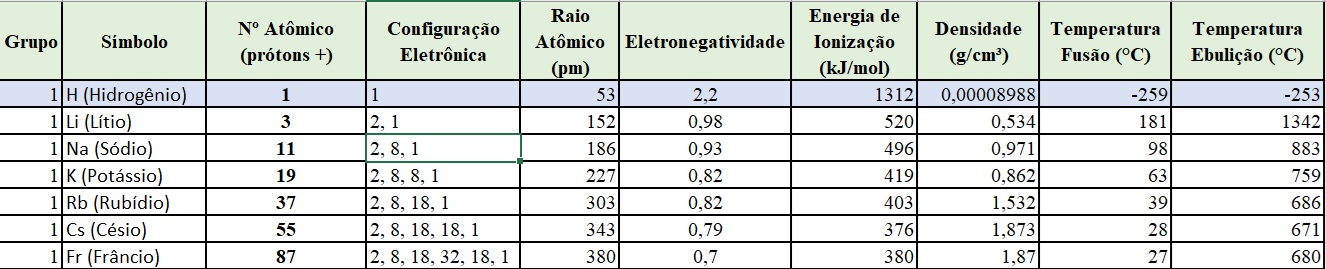 Grupo Símbolo Nº Atômico (prótons +) Configuração Eletrônica Raio Atômico (pm) Eletronegatividade Energia de Ionização (kJ/mol) Densidade (g/cm³) Temperatura Fusão (°C) Temperatura Ebulição (°C)
1 H (Hidrogênio) 1 1 53 2,2 1312 0,00008988 -259 -253
1 Li (Lítio) 3 2, 1 152 0,98 520 0,534 181 1342
1 Na (Sódio) 11 2, 8, 1 186 0,93 496 0,971 98 883
1 K (Potássio) 19 2, 8, 8, 1 227 0,82 419 0,862 63 759
1 Rb (Rubídio) 37 2, 8, 18, 1 303 0,82 403 1,532 39 686
1 Cs (Césio) 55 2, 8, 18, 18, 1 343 0,79 376 1,873 28 671
1 Fr (Frâncio) 87 2, 8, 18, 32, 18, 1 380 0,7 380 1,87 27 680